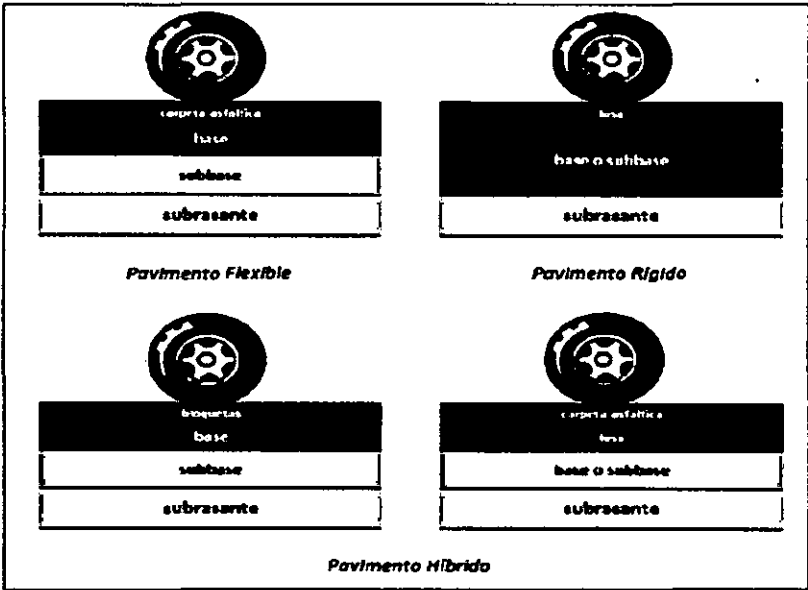 carpeta asfaltica
base
subbase
subrasante
Pavimento Flexible
losa
base o subbase
subrasante
Pavimento Rigido
bloquetas
base
subbase
subrasante
carpeta asfaltica
losa
base o subbase
subrasante
Pavimento Hibrido